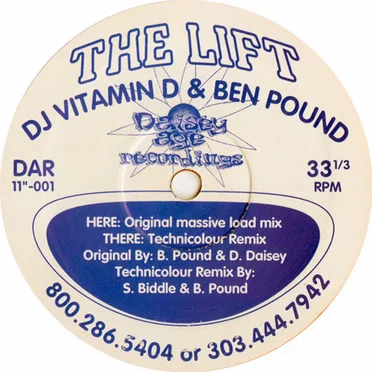 THE LIFT
DJ VITAMIN D & BEN POUND
Daisey
age
recordings
DAR
11"-001
33 1/3
RPM
HERE: Original massive load mix
THERE: Technicolour Remix
Original By: B. Pound & D. Daisey
Technicolour Remix By:
S. Biddle & B. Pound
800.286.5404 or 303.444.7942